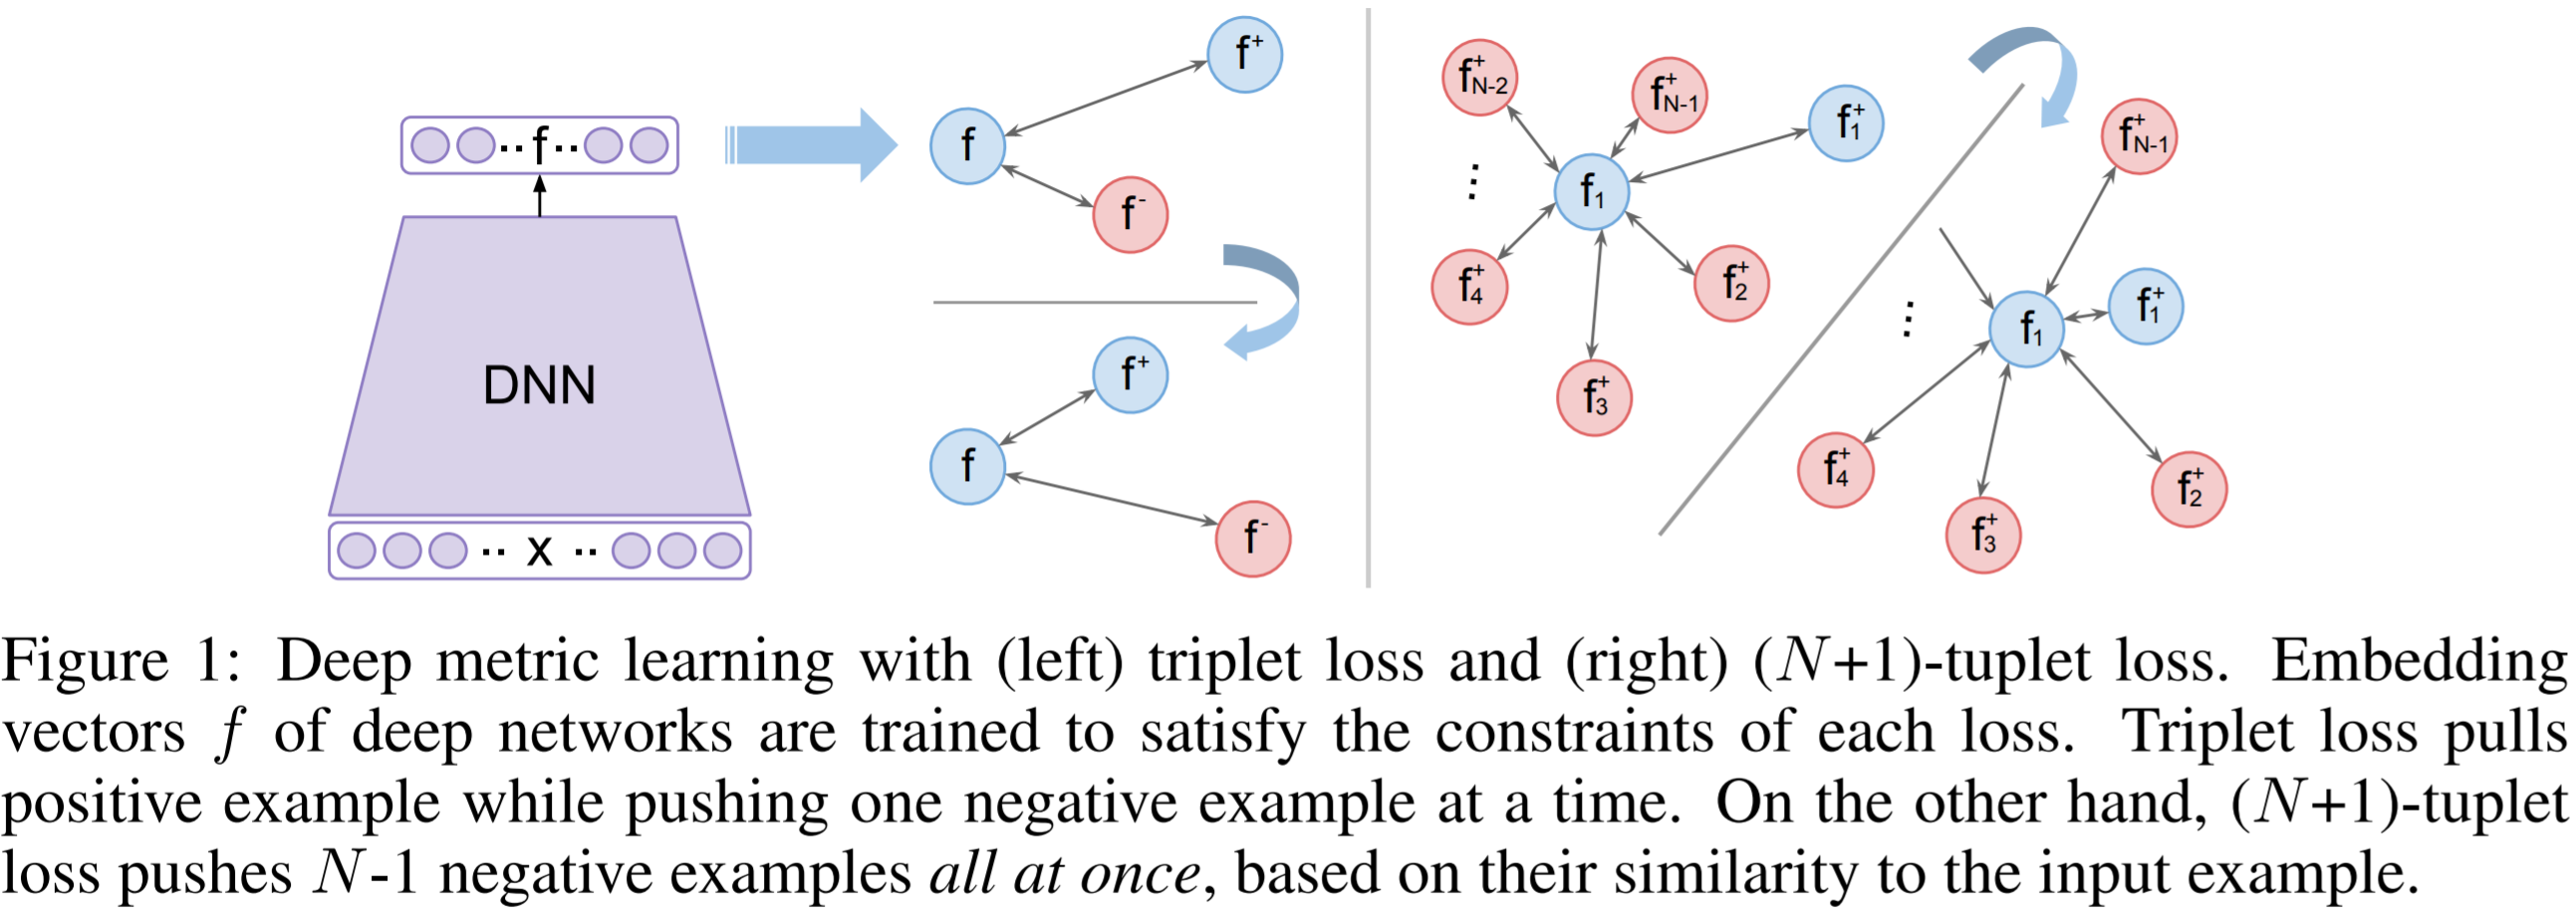 ·· f ··
DNN
·· x ··
f+
f
f-
f+
f
f-
f+N-2
f+N-1
f+1
f1
⋮
f+4
f+2
f+3
f+N-1
f+1
f1
⋮
f+4
f+2
f+3
Figure 1: Deep metric learning with (left) triplet loss and (right) (N+1)-tuplet loss. Embedding
vectors f of deep networks are trained to satisfy the constraints of each loss. Triplet loss pulls
positive example while pushing one negative example at a time. On the other hand, (N+1)-tuplet
loss pushes N-1 negative examples all at once, based on their similarity to the input example.